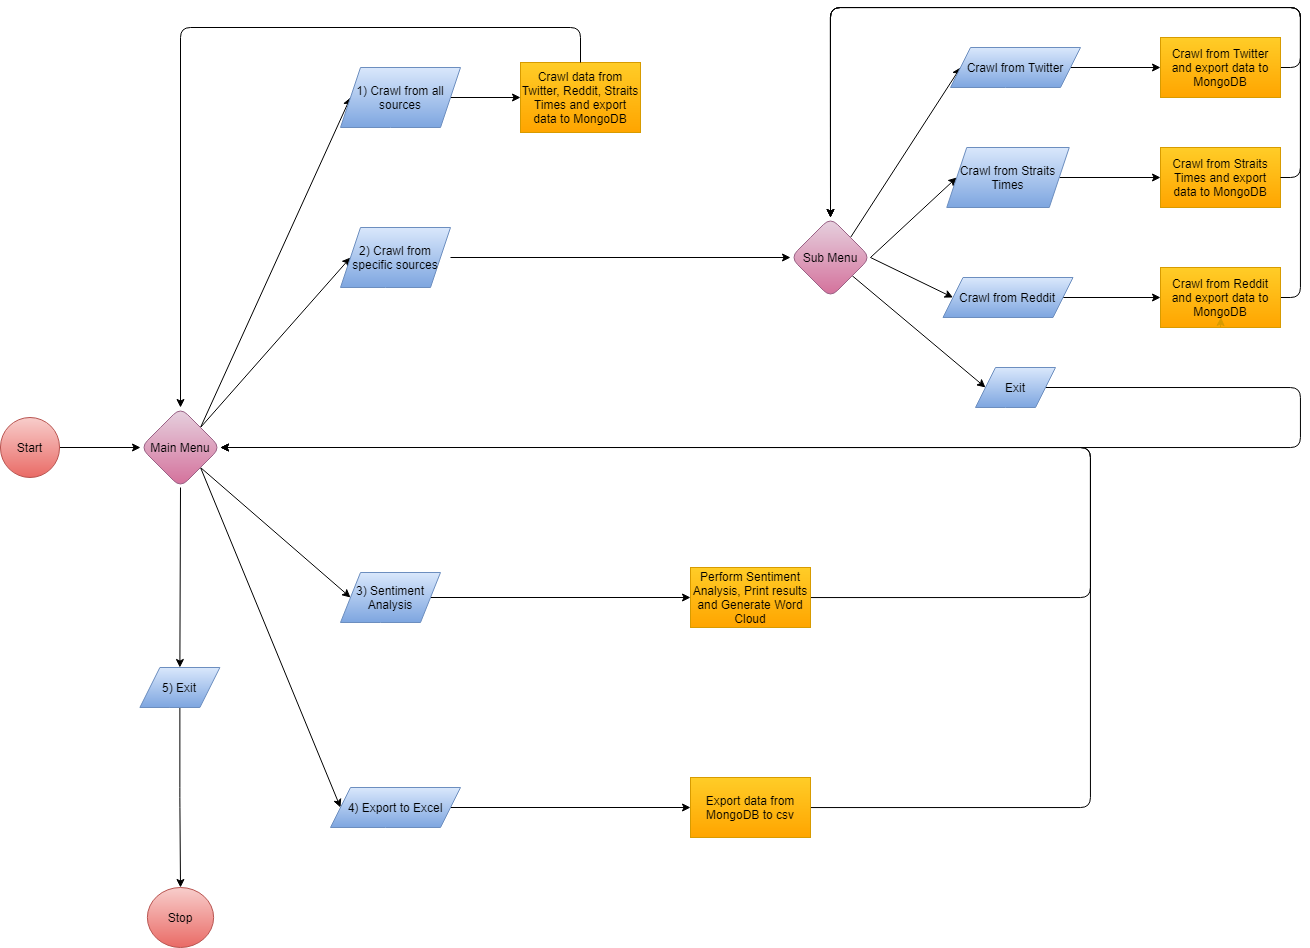 1) Crawl from all
sources
Crawl data from
Twitter, Reddit, Straits
Times and export
data to MongoDB
Crawl from Twitter
Crawl from Twitter
and export data to
MongoDB
Crawl from Straits
Times
Crawl from Straits
Times and export
data to MongoDB
2) Crawl from
specific sources
Sub Menu
Crawl from Reddit
Crawl from Reddit
and export data to
MongoDB
Exit
Start
Main Menu
3) Sentiment
Analysis
Perform Sentiment
Analysis, Print results
and Generate Word
Cloud
5) Exit
4) Export to Excel
Export data from
MongoDB to csv
Stop